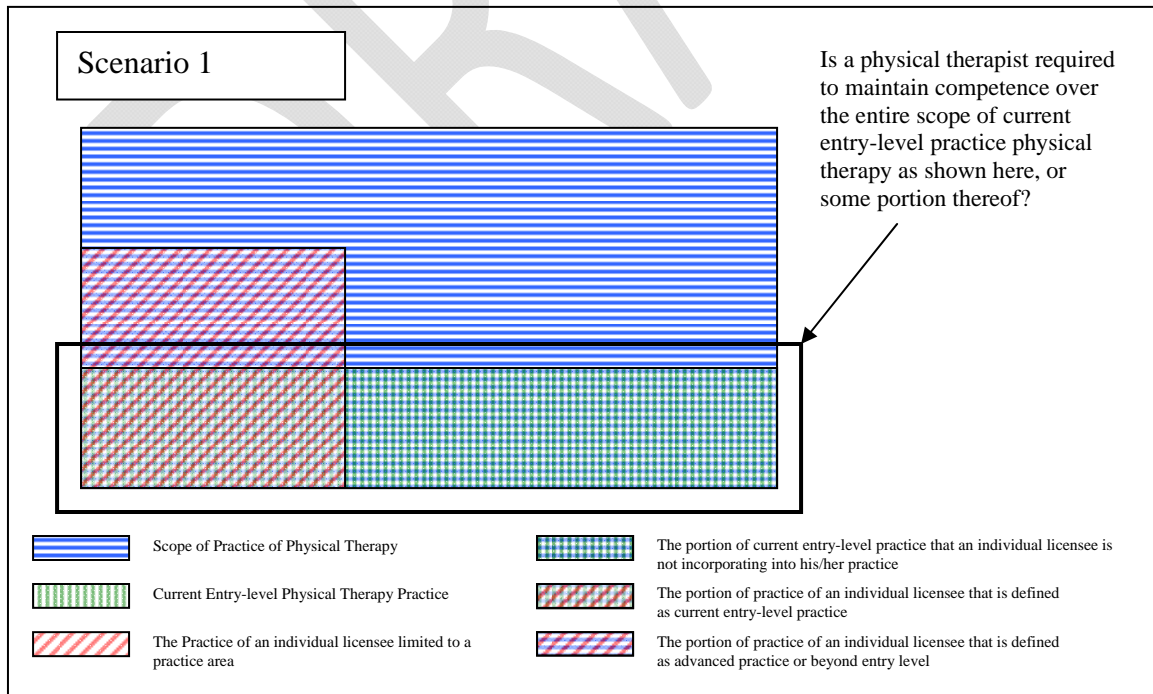 Scenario 1
Is a physical therapist required
to maintain competence over
the entire scope of current
entry-level practice physical
therapy as shown here, or
some portion thereof?
Scope of Practice of Physical Therapy
Current Entry-level Physical Therapy Practice
The Practice of an individual licensee limited to a
practice area
The portion of current entry-level practice that an individual licensee is
not incorporating into his/her practice
The portion of practice of an individual licensee that is defined
as current entry-level practice
The portion of practice of an individual licensee that is defined
as advanced practice or beyond entry level